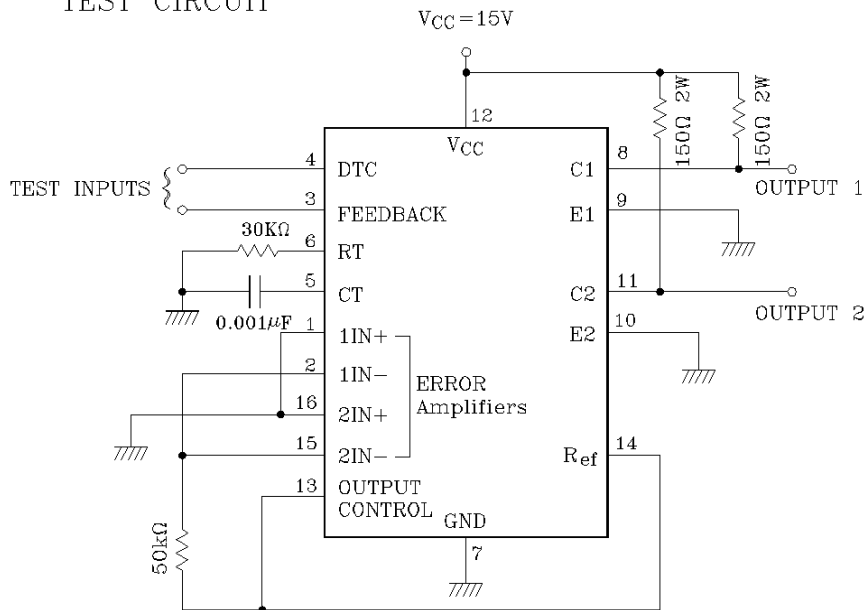 TEST CIRCUIT
VCC=15V
12
VCC
150Ω 2W
150Ω 2W
TEST INPUTS
4
DTC
3
FEEDBACK
30KΩ
6
RT
5
CT
0.001μF
1
1IN+
2
1IN-
16
2IN+
15
2IN-
ERROR
Amplifiers
13
OUTPUT
CONTROL
50kΩ
GND
7
C1
8
OUTPUT 1
E1
9
C2
11
OUTPUT 2
E2
10
Ref
14